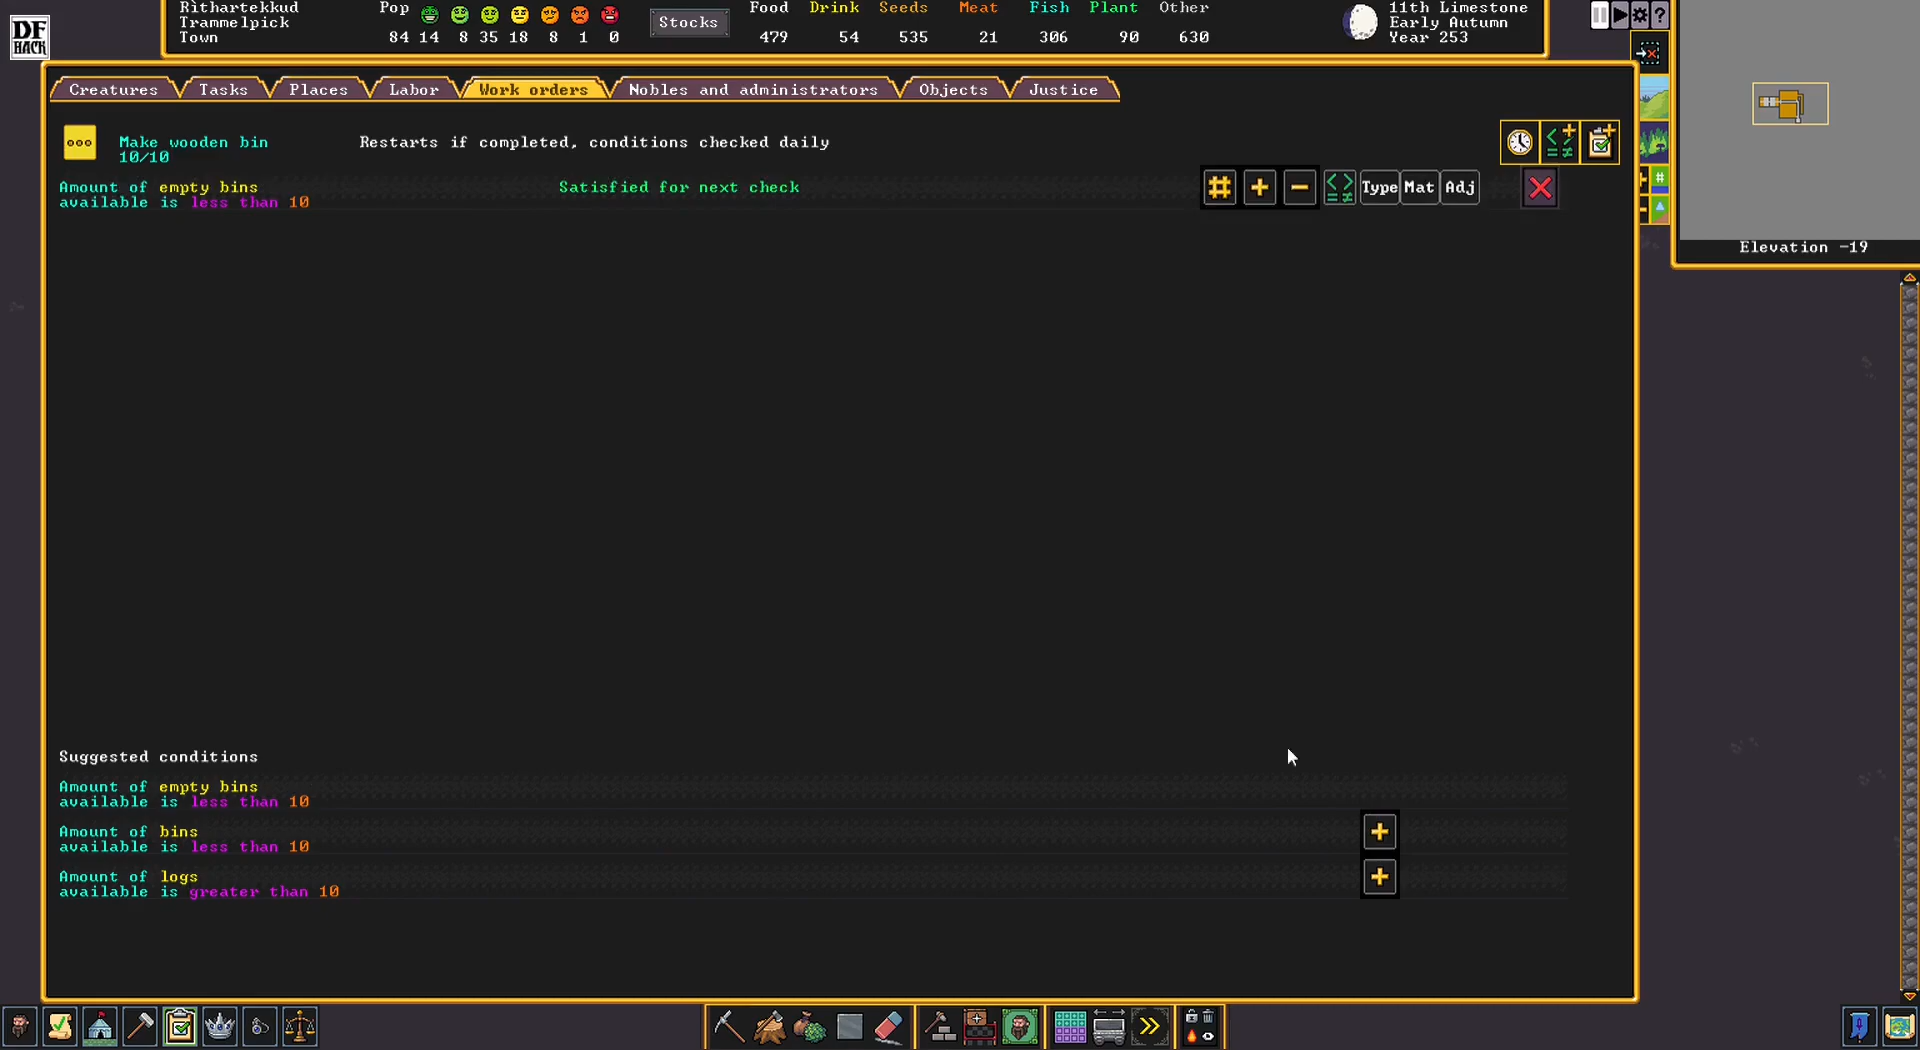 DF
HACK
Rithartekkud
Trammelpick
Town
Pop
84 14 8 35 18 8 1 0
Stocks
Food Drink Seeds Meat Fish Plant Other
479 54 535 21 306 90 630
11th Limestone
Early Autumn
Year 253
?
Elevation -19
Creatures Tasks Places Labor Work orders Nobles and administrators Objects Justice
Make wooden bin
10/10
Restarts if completed, conditions checked daily
Amount of empty bins
available is less than 10
Satisfied for next check
Type Mat Adj
Suggested conditions
Amount of empty bins
available is less than 10
Amount of bins
available is less than 10
Amount of logs
available is greater than 10